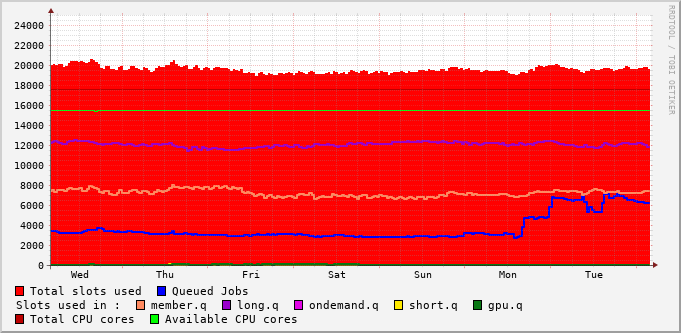 RRDTOOL / TOBI OETIKER
24000
22000
20000
18000
16000
14000
12000
10000
8000
6000
4000
2000
0
Wed Thu Fri Sat Sun Mon Tue
Total slots used Queued Jobs
Slots used in : member.q long.q ondemand.q short.q gpu.q
Total CPU cores Available CPU cores